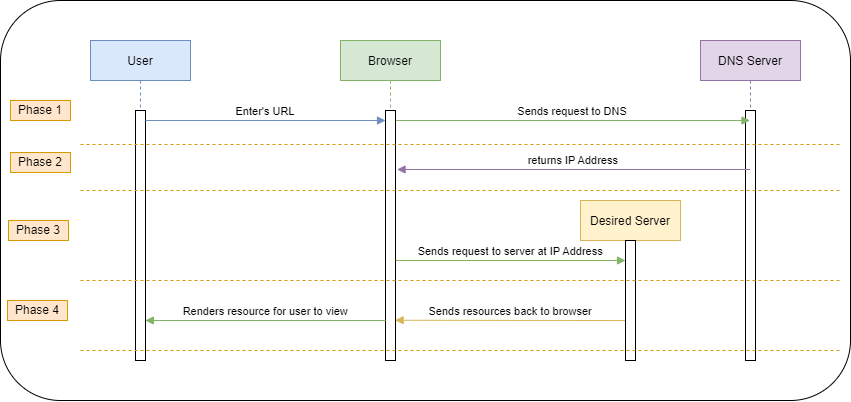 User
Browser
DNS Server
Phase 1
Enter's URL
Sends request to DNS
Phase 2
returns IP Address
Desired Server
Phase 3
Sends request to server at IP Address
Phase 4
Renders resource for user to view
Sends resources back to browser